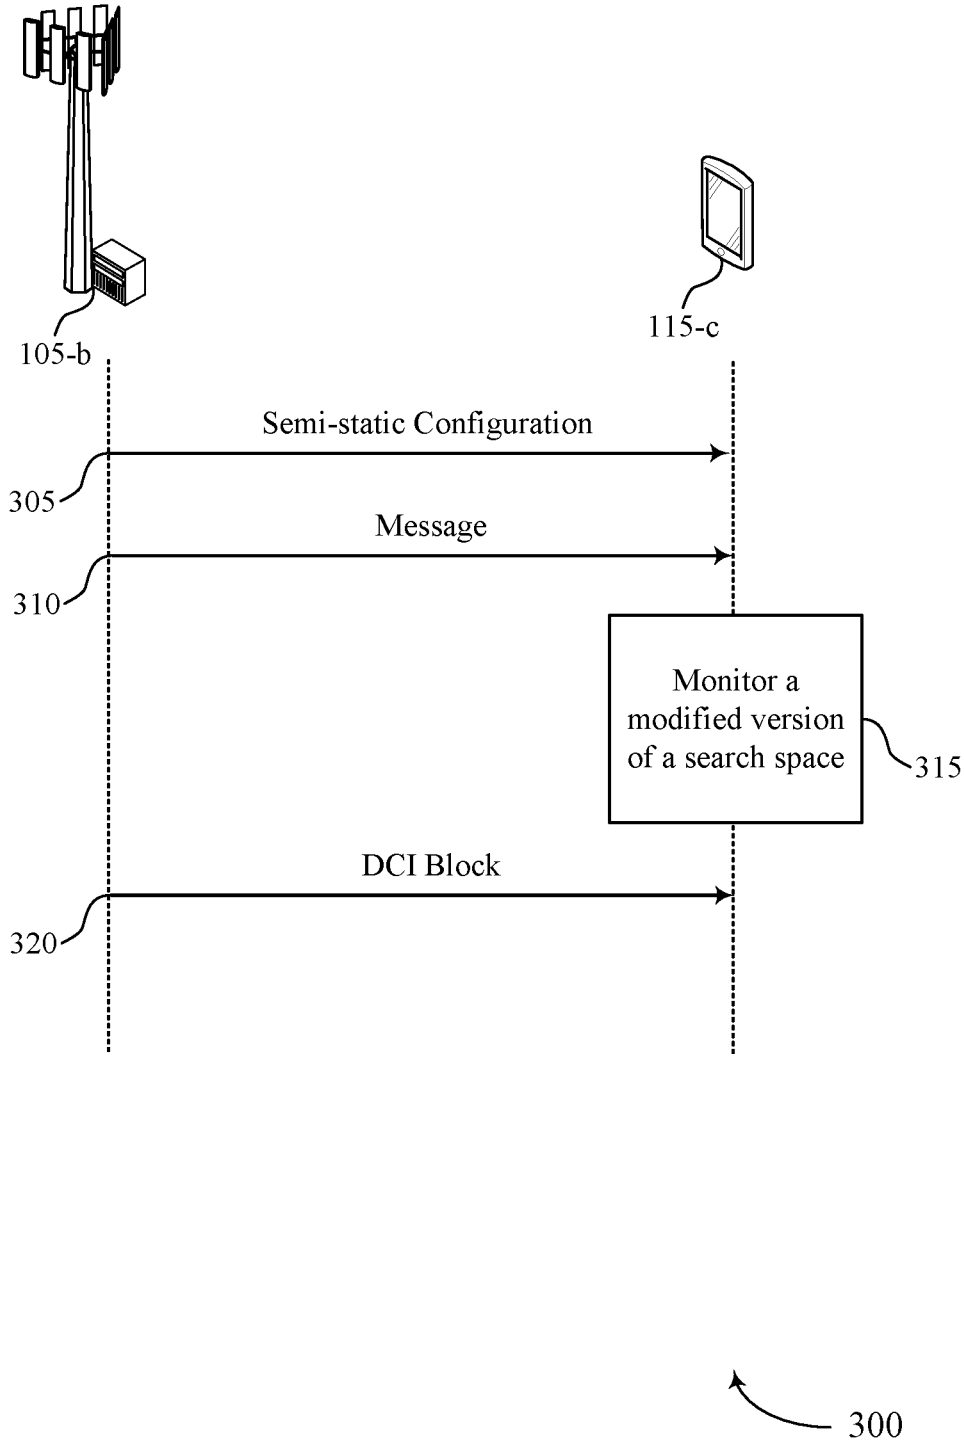 105-b
115-c
Semi-static Configuration
305
Message
310
Monitor a
modified version
of a search space
315
DCI Block
320
300